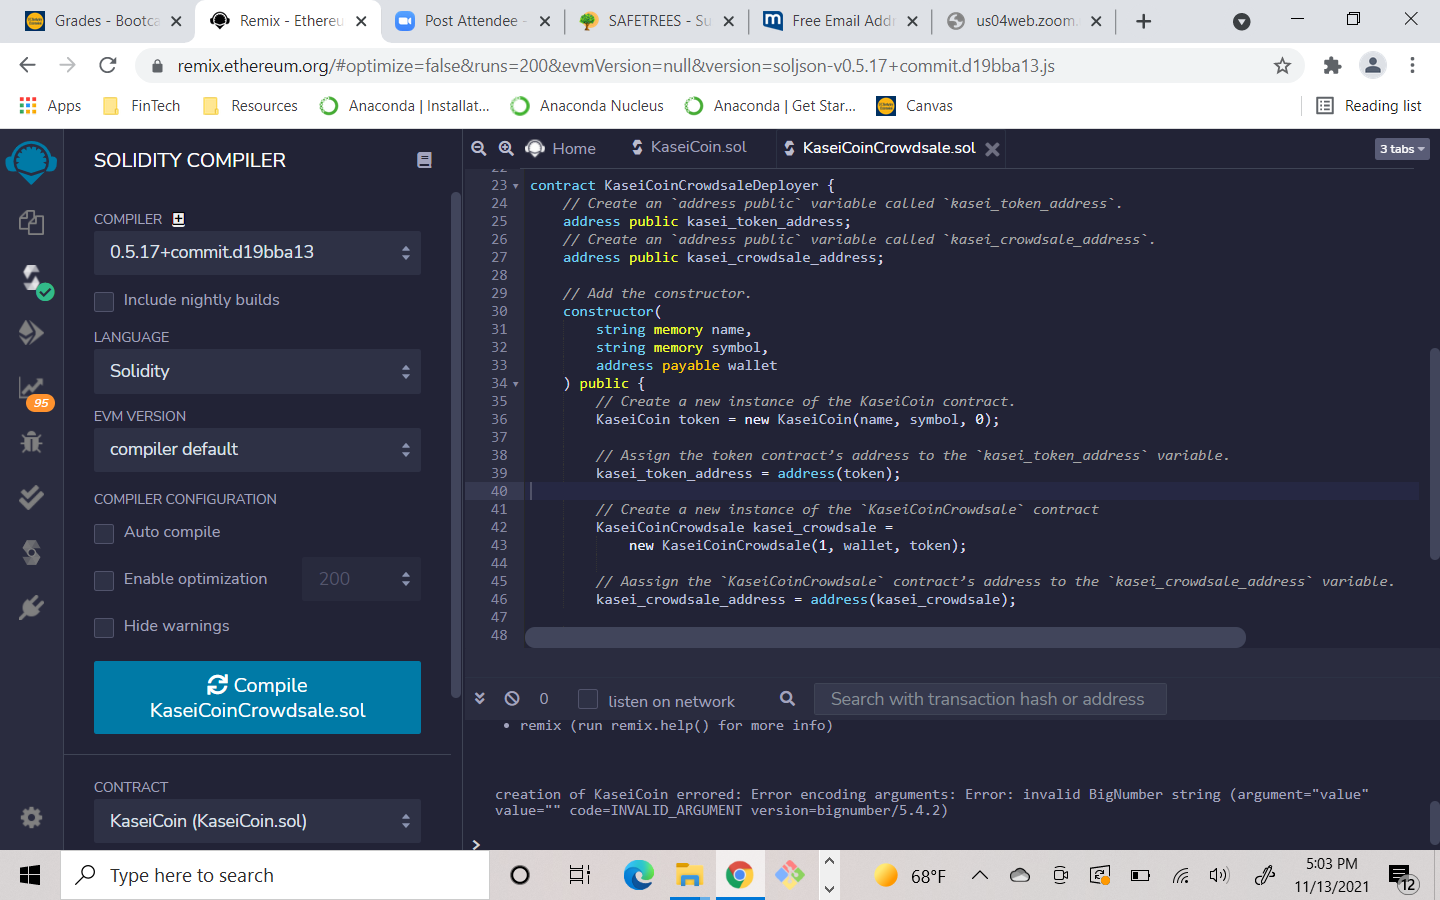 Grades - Bootca
Remix - Ethereu
Post Attendee -
SAFETREES - Su
Free Email Addr
us04web.zoom.
remix.ethereum.org/#optimize=false&runs=200&evmVersion=null&version=soljson-v0.5.17+commit.d19bba13.js
Apps
FinTech
Resources
Anaconda | Installat...
Anaconda Nucleus
Anaconda | Get Star...
Canvas
Reading list
SOLIDITY COMPILER
COMPILER
0.5.17+commit.d19bba13
Include nightly builds
LANGUAGE
Solidity
EVM VERSION
compiler default
COMPILER CONFIGURATION
Auto compile
Enable optimization
200
Hide warnings
Compile
KaseiCoinCrowdsale.sol
CONTRACT
KaseiCoin (KaseiCoin.sol)
95
Home
KaseiCoin.sol
KaseiCoinCrowdsale.sol
3 tabs
22
23 contract KaseiCoinCrowdsaleDeployer {
24 // Create an `address public` variable called `kasei_token_address`.
25 address public kasei_token_address;
26 // Create an `address public` variable called `kasei_crowdsale_address`.
27 address public kasei_crowdsale_address;
28
29 // Add the constructor.
30 constructor(
31 string memory name,
32 string memory symbol,
33 address payable wallet
34 ) public {
35 // Create a new instance of the KaseiCoin contract.
36 KaseiCoin token = new KaseiCoin(name, symbol, 0);
37
38 // Assign the token contract’s address to the `kasei_token_address` variable.
39 kasei_token_address = address(token);
40
41 // Create a new instance of the `KaseiCoinCrowdsale` contract
42 KaseiCoinCrowdsale kasei_crowdsale =
43 new KaseiCoinCrowdsale(1, wallet, token);
44
45 // Aassign the `KaseiCoinCrowdsale` contract’s address to the `kasei_crowdsale_address` variable.
46 kasei_crowdsale_address = address(kasei_crowdsale);
47
48
0
listen on network
Search with transaction hash or address
• remix (run remix.help() for more info)
creation of KaseiCoin errored: Error encoding arguments: Error: invalid BigNumber string (argument="value"
value="" code=INVALID_ARGUMENT version=bignumber/5.4.2)
>
Type here to search
68°F
5:03 PM
11/13/2021
12